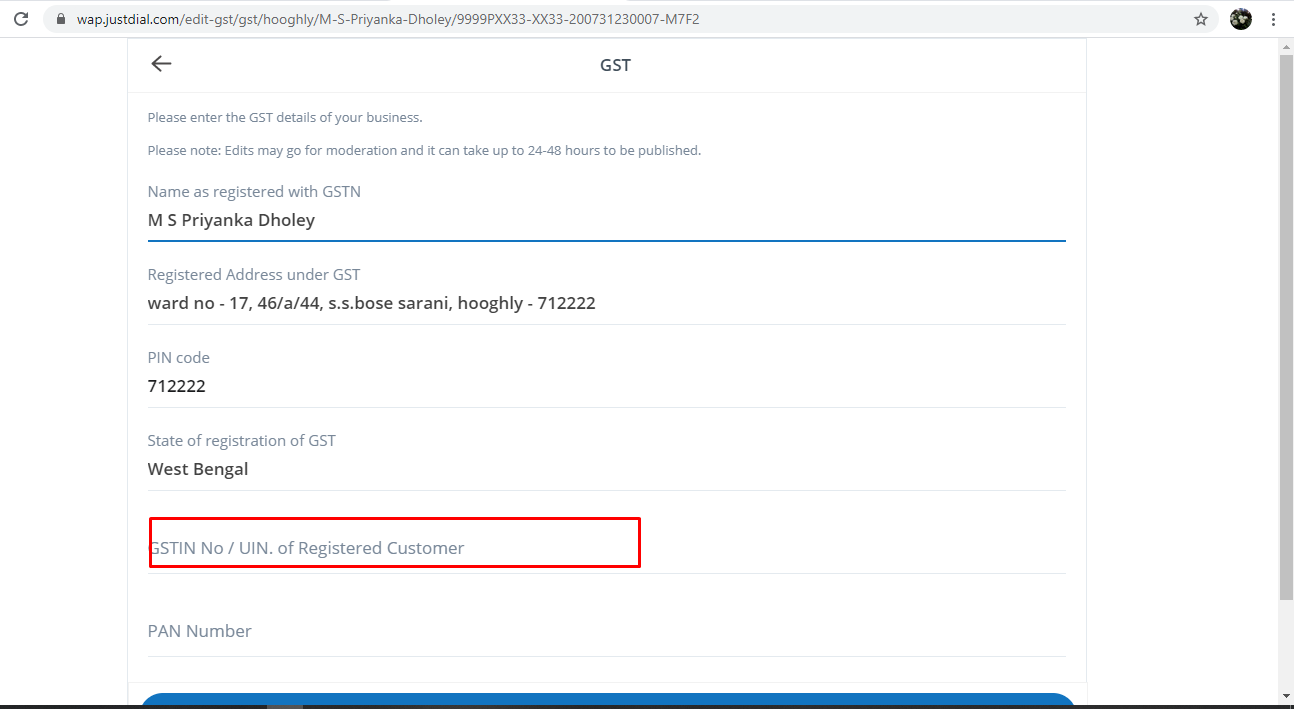 wap.justdial.com/edit-gst/gst/hooghly/M-S-Priyanka-Dholey/9999PXX33-XX33-200731230007-M7F2
GST
Please enter the GST details of your business.
Please note: Edits may go for moderation and it can take up to 24-48 hours to be published.
Name as registered with GSTN
M S Priyanka Dholey
Registered Address under GST
ward no - 17, 46/a/44, s.s.bose sarani, hooghly - 712222
PIN code
712222
State of registration of GST
West Bengal
GSTIN No / UIN. of Registered Customer
PAN Number